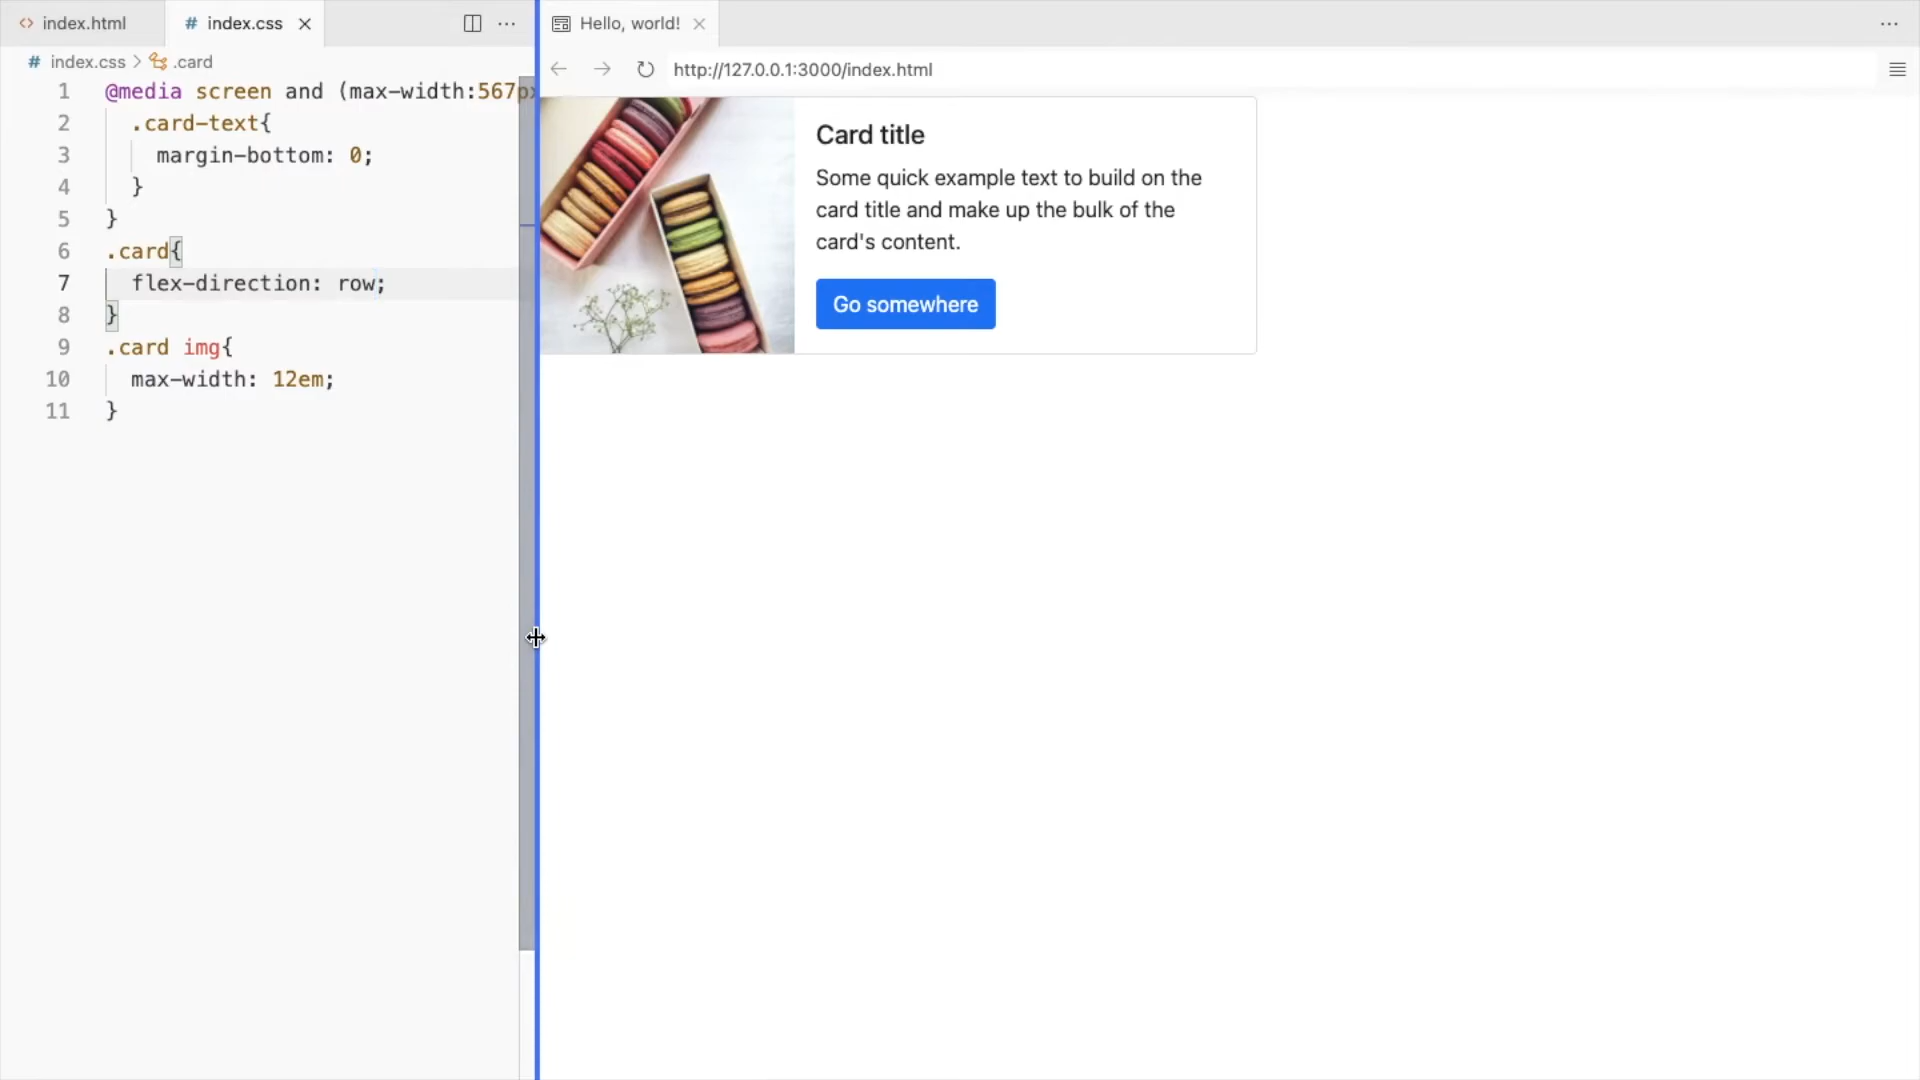 index.html
# index.css
Hello, world!
# index.css > .card
http://127.0.0.1:3000/index.html
1 @media screen and (max-width:567px
2 .card-text{
3 margin-bottom: 0;
4 }
5 }
6 .card{
7 flex-direction: row;
8 }
9 .card img{
10 max-width: 12em;
11 }
Card title
Some quick example text to build on the
card title and make up the bulk of the
card's content.
Go somewhere